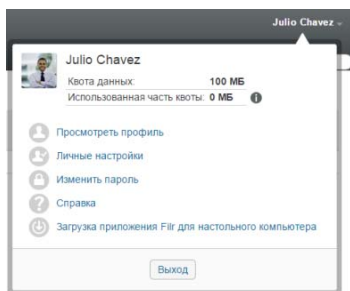 Julio Chavez
Julio Chavez
Квота данных: 100 МБ
Использованная часть квоты: 0 МБ
Просмотреть профиль
Личные настройки
Изменить пароль
Справка
Загрузка приложения Filr для настольного компьютера
Выход